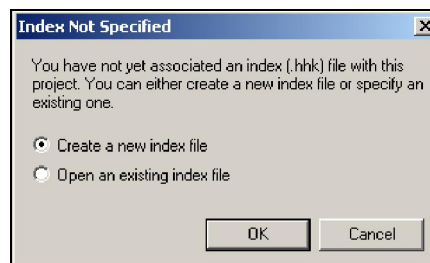 Index Not Specified
You have not yet associated an index (.hhk) file with this
project. You can either create a new index file or specify an
existing one.
Create a new index file
Open an existing index file
OK
Cancel